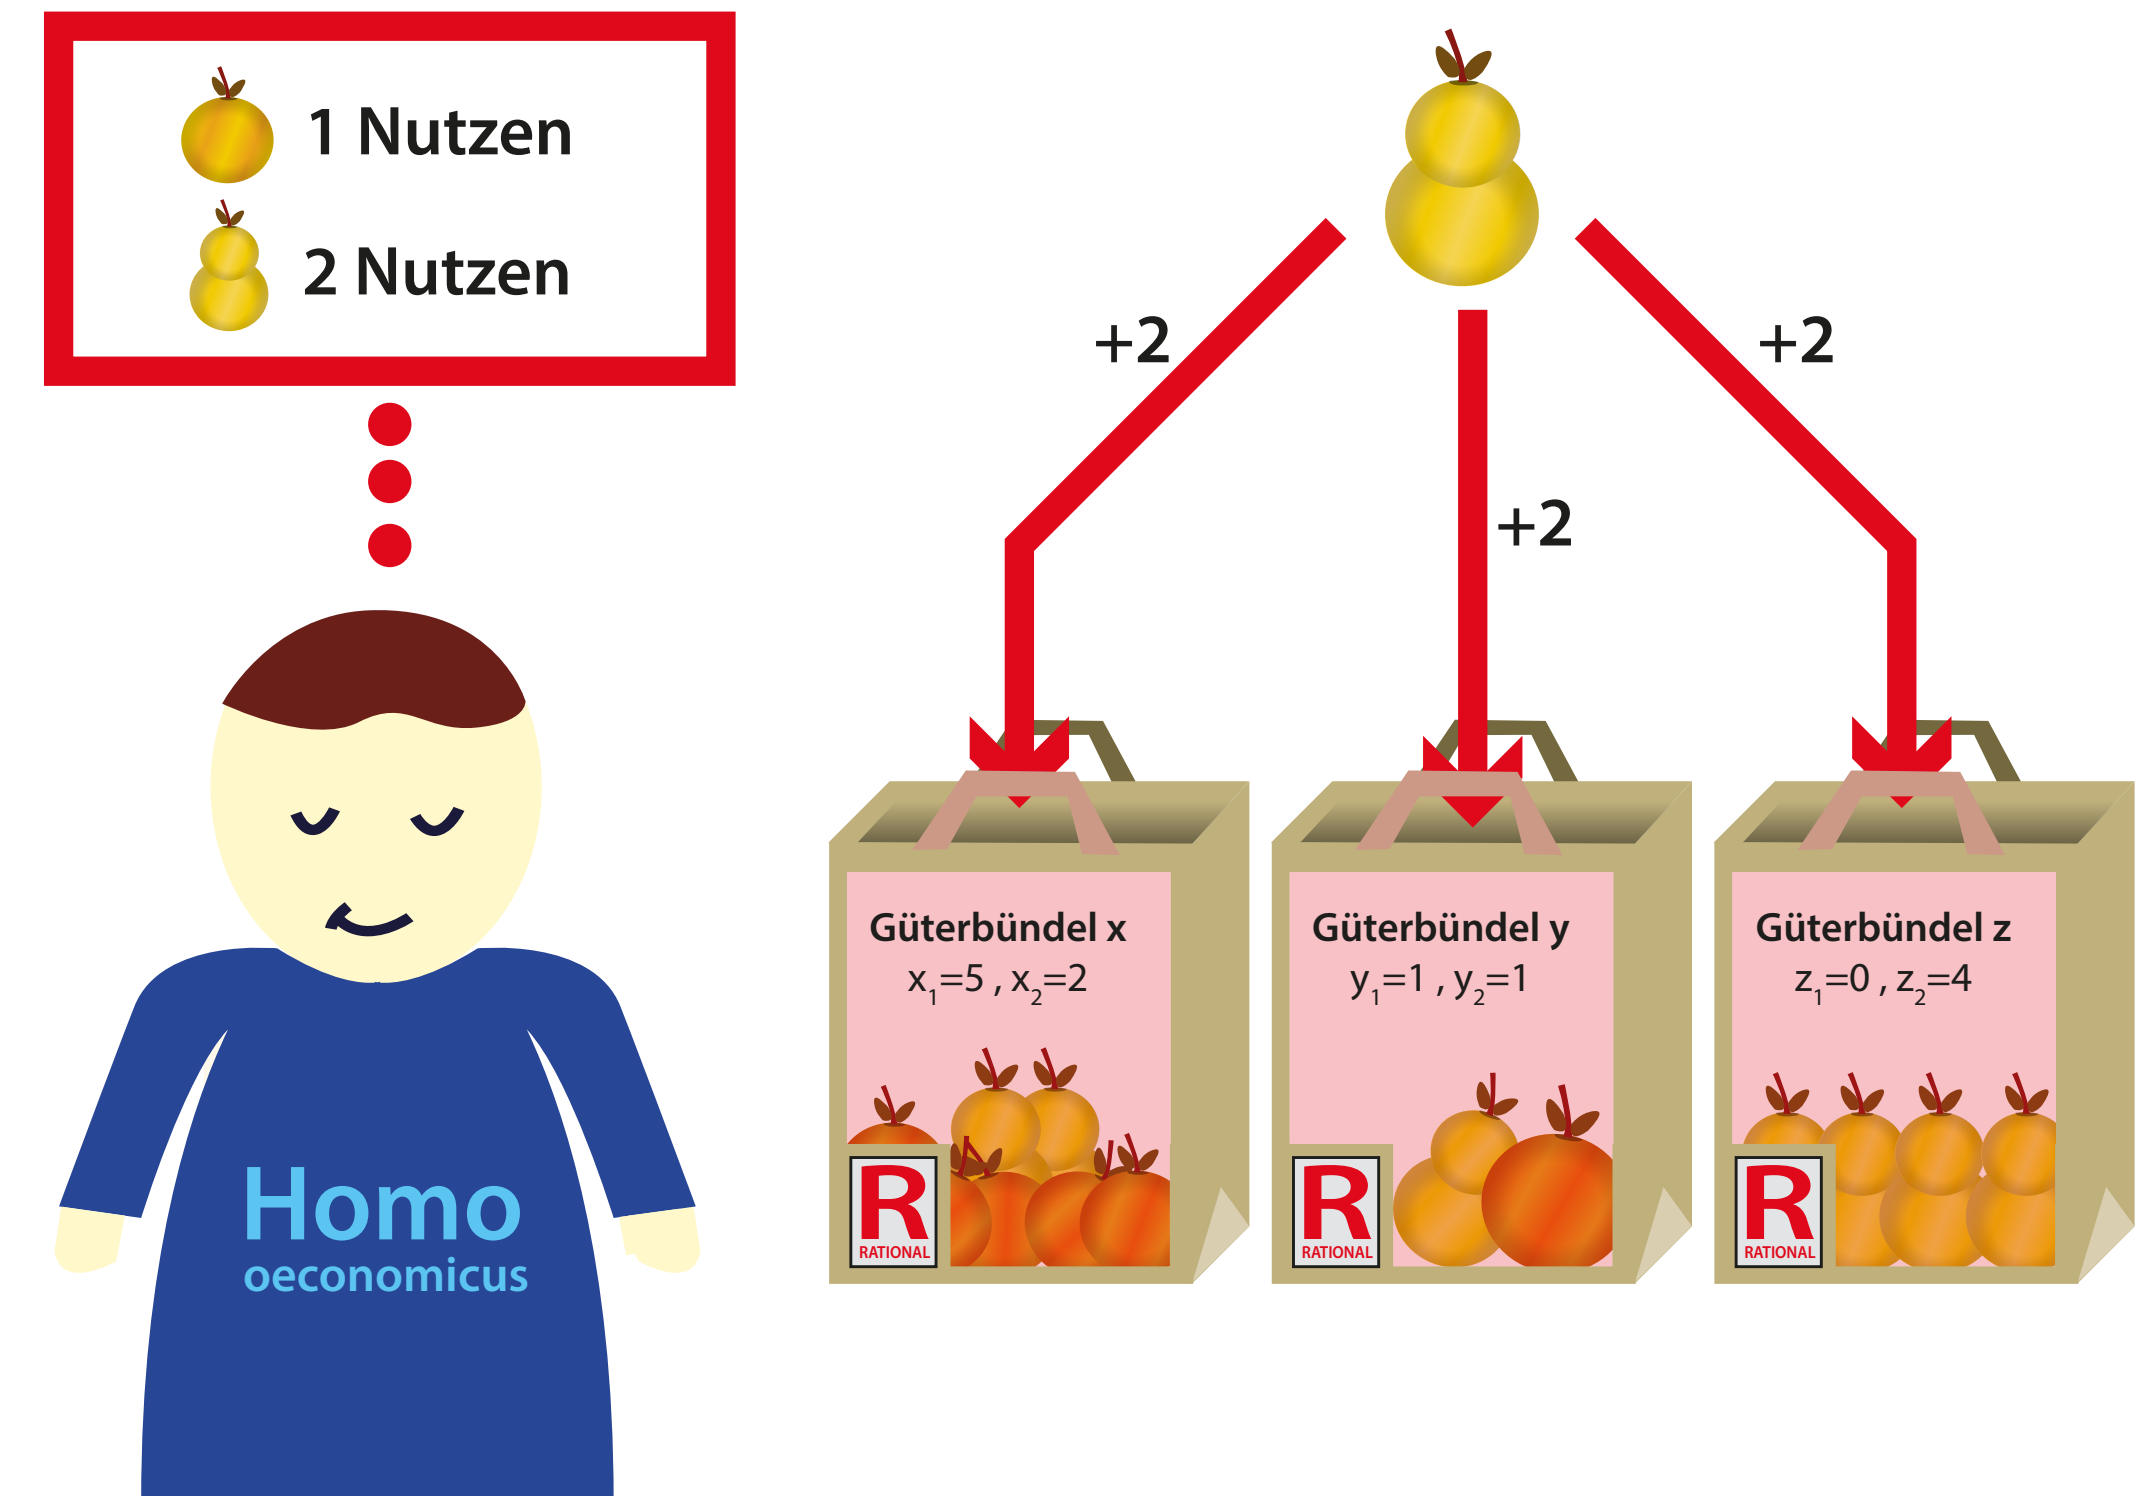 1 Nutzen
2 Nutzen
+2
+2
+2
Homo
oeconomicus
Güterbündel x
x₁=5 , x₂=2
R
RATIONAL
Güterbündel y
y₁=1 , y₂=1
R
RATIONAL
Güterbündel z
z₁=0 , z₂=4
R
RATIONAL